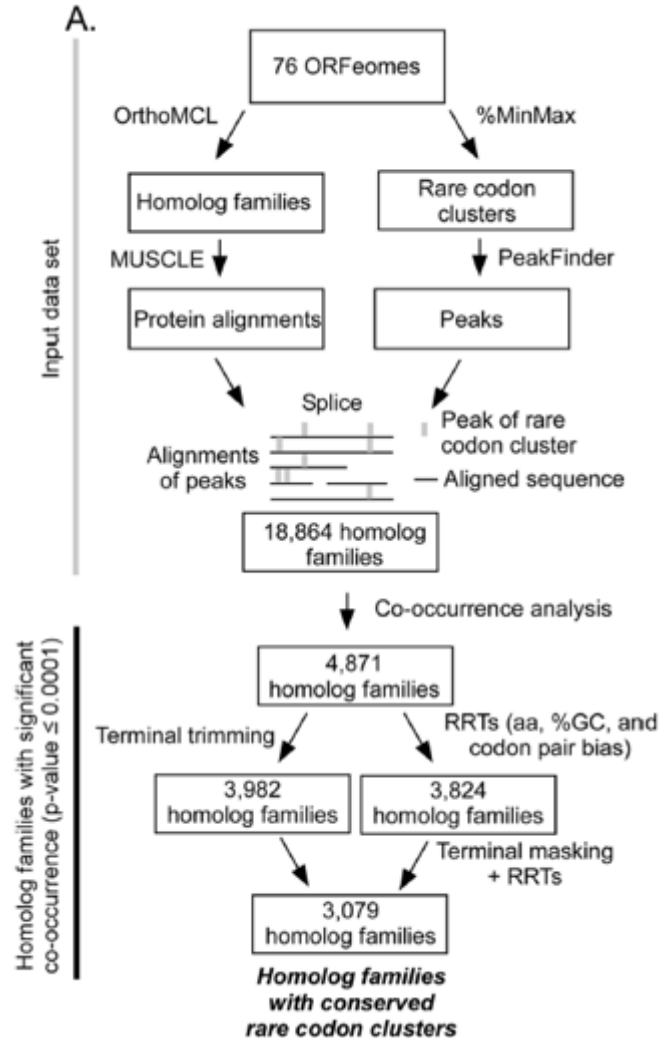 A.
76 ORFeomes
OrthoMCL
%MinMax
Homolog families
Rare codon
clusters
MUSCLE
PeakFinder
Protein alignments
Peaks
Splice
Alignments
of peaks
Peak of rare
codon cluster
Aligned sequence
18,864 homolog
families
Input data set
Co-occurrence analysis
4,871
homolog families
Terminal trimming
RRTs (aa, %GC, and
codon pair bias)
3,982
homolog families
3,824
homolog families
Terminal masking
+ RRTs
3,079
homolog families
Homolog families with significant
co-occurrence (p-value ≤ 0.0001)
Homolog families
with conserved
rare codon clusters